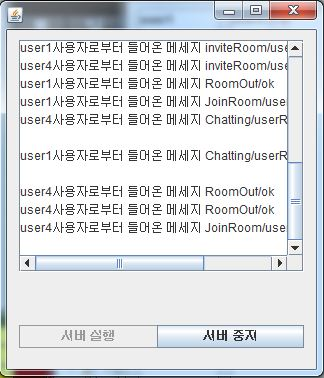 user1사용자로부터 들어온 메세지 inviteRoom/use
user4사용자로부터 들어온 메세지 inviteRoom/use
user1사용자로부터 들어온 메세지 RoomOut/ok
user1사용자로부터 들어온 메세지 JoinRoom/user
user4사용자로부터 들어온 메세지 Chatting/userR
user1사용자로부터 들어온 메세지 Chatting/userR
user4사용자로부터 들어온 메세지 RoomOut/ok
user4사용자로부터 들어온 메세지 RoomOut/ok
user4사용자로부터 들어온 메세지 JoinRoom/user
서버 실행
서버 중지